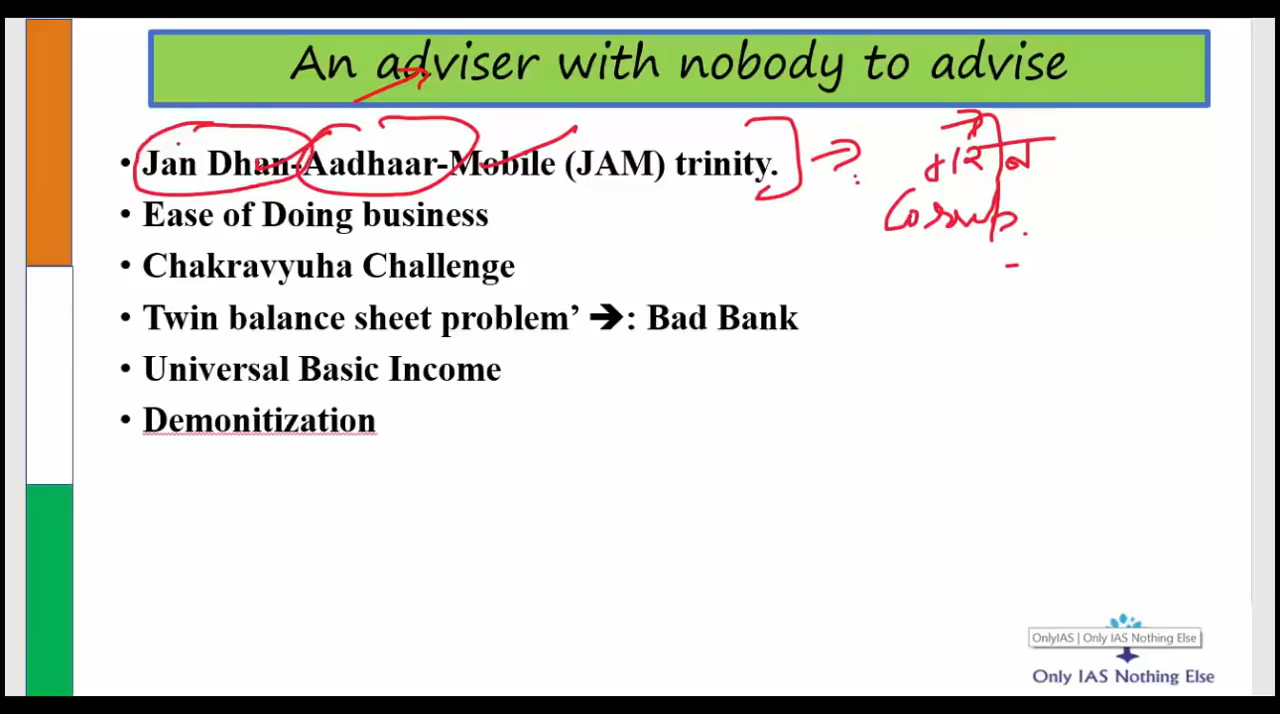 An adviser with nobody to advise
• Jan Dhan-Aadhaar-Mobile (JAM) trinity.
• Ease of Doing business
• Chakravyuha Challenge
• Twin balance sheet problem’ ➔: Bad Bank
• Universal Basic Income
• Demonitization
OnlyIAS | Only IAS Nothing Else
Only IAS Nothing Else